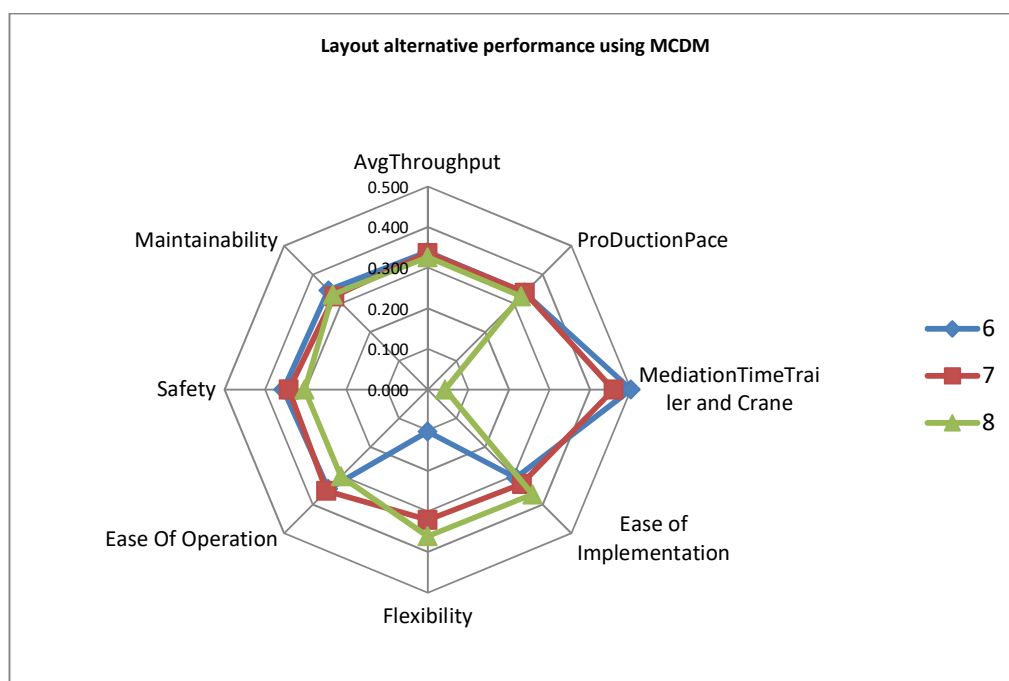 Layout alternative performance using MCDM
AvgThroughput
0.500
0.400
0.300
0.200
0.100
0.000
ProDuctionPace
MediationTimeTrai
ler and Crane
Ease of
Implementation
Flexibility
Ease Of Operation
Safety
Maintainability
6
7
8